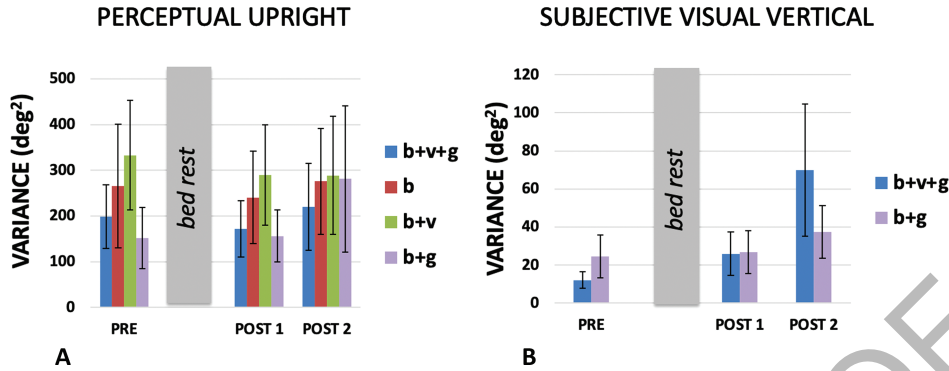 PERCEPTUAL UPRIGHT
VARIANCE (deg²)
500
400
300
200
100
0
bed rest
PRE
POST 1
POST 2
b+v+g
b
b+v
b+g
A
SUBJECTIVE VISUAL VERTICAL
VARIANCE (deg²)
120
100
80
60
40
20
0
bed rest
PRE
POST 1
POST 2
b+v+g
b+g
B